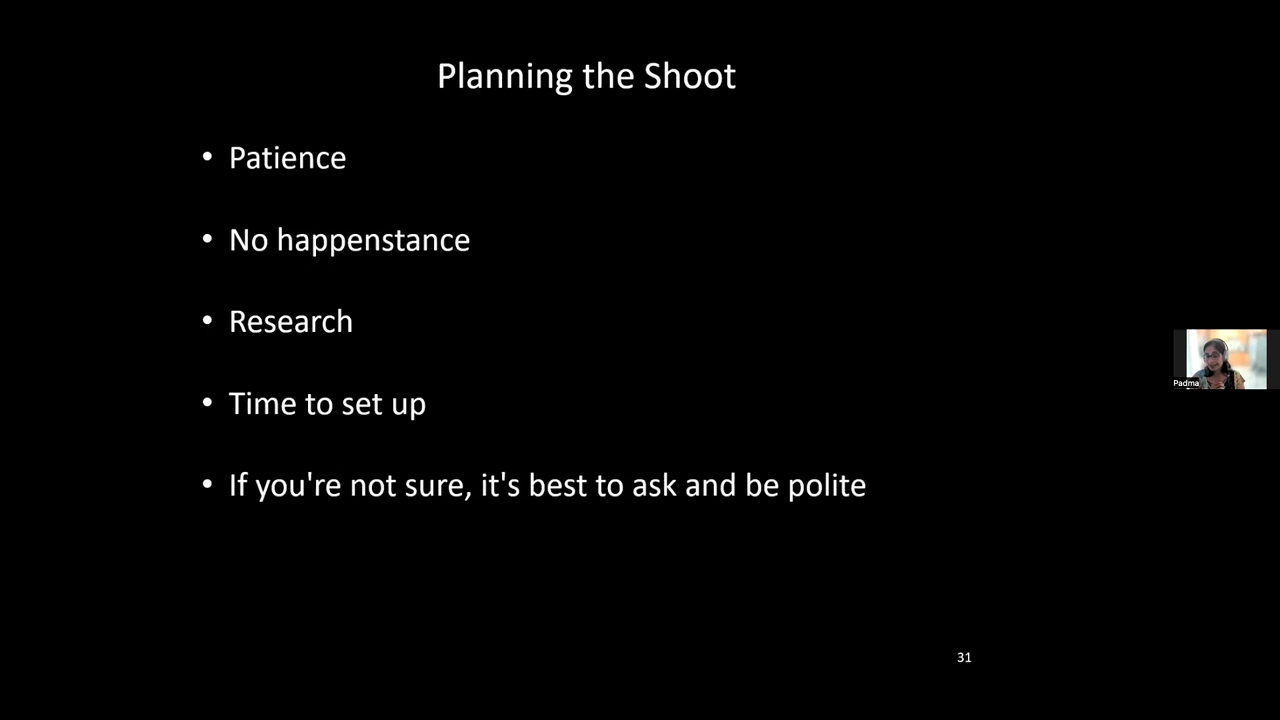 Planning the Shoot
• Patience
• No happenstance
• Research
• Time to set up
• If you're not sure, it's best to ask and be polite
Padma
31